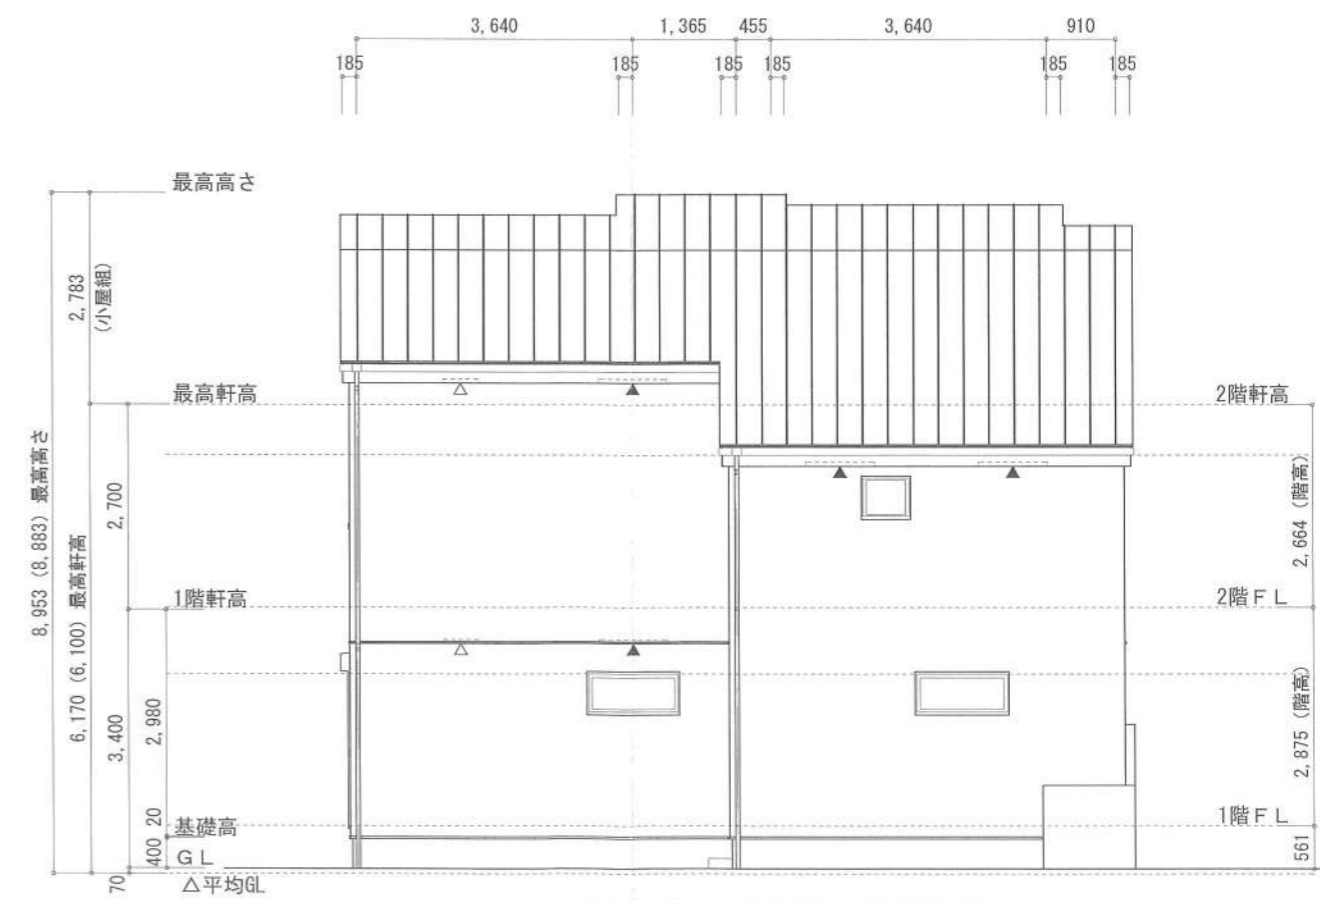 3,640 1,365 455 3,640 910
185 185 185 185 185 185
最高高さ
2,783
(小屋組)
最高軒高
2階軒高
8,953 (8,883) 最高高さ
6,170 (6,100) 最高軒高
2,700
2,664 (階高)
1階軒高
2階ＦＬ
3,400
2,980
2,875 (階高)
20
基礎高
1階ＦＬ
400
ＧＬ
561
70
△平均GL